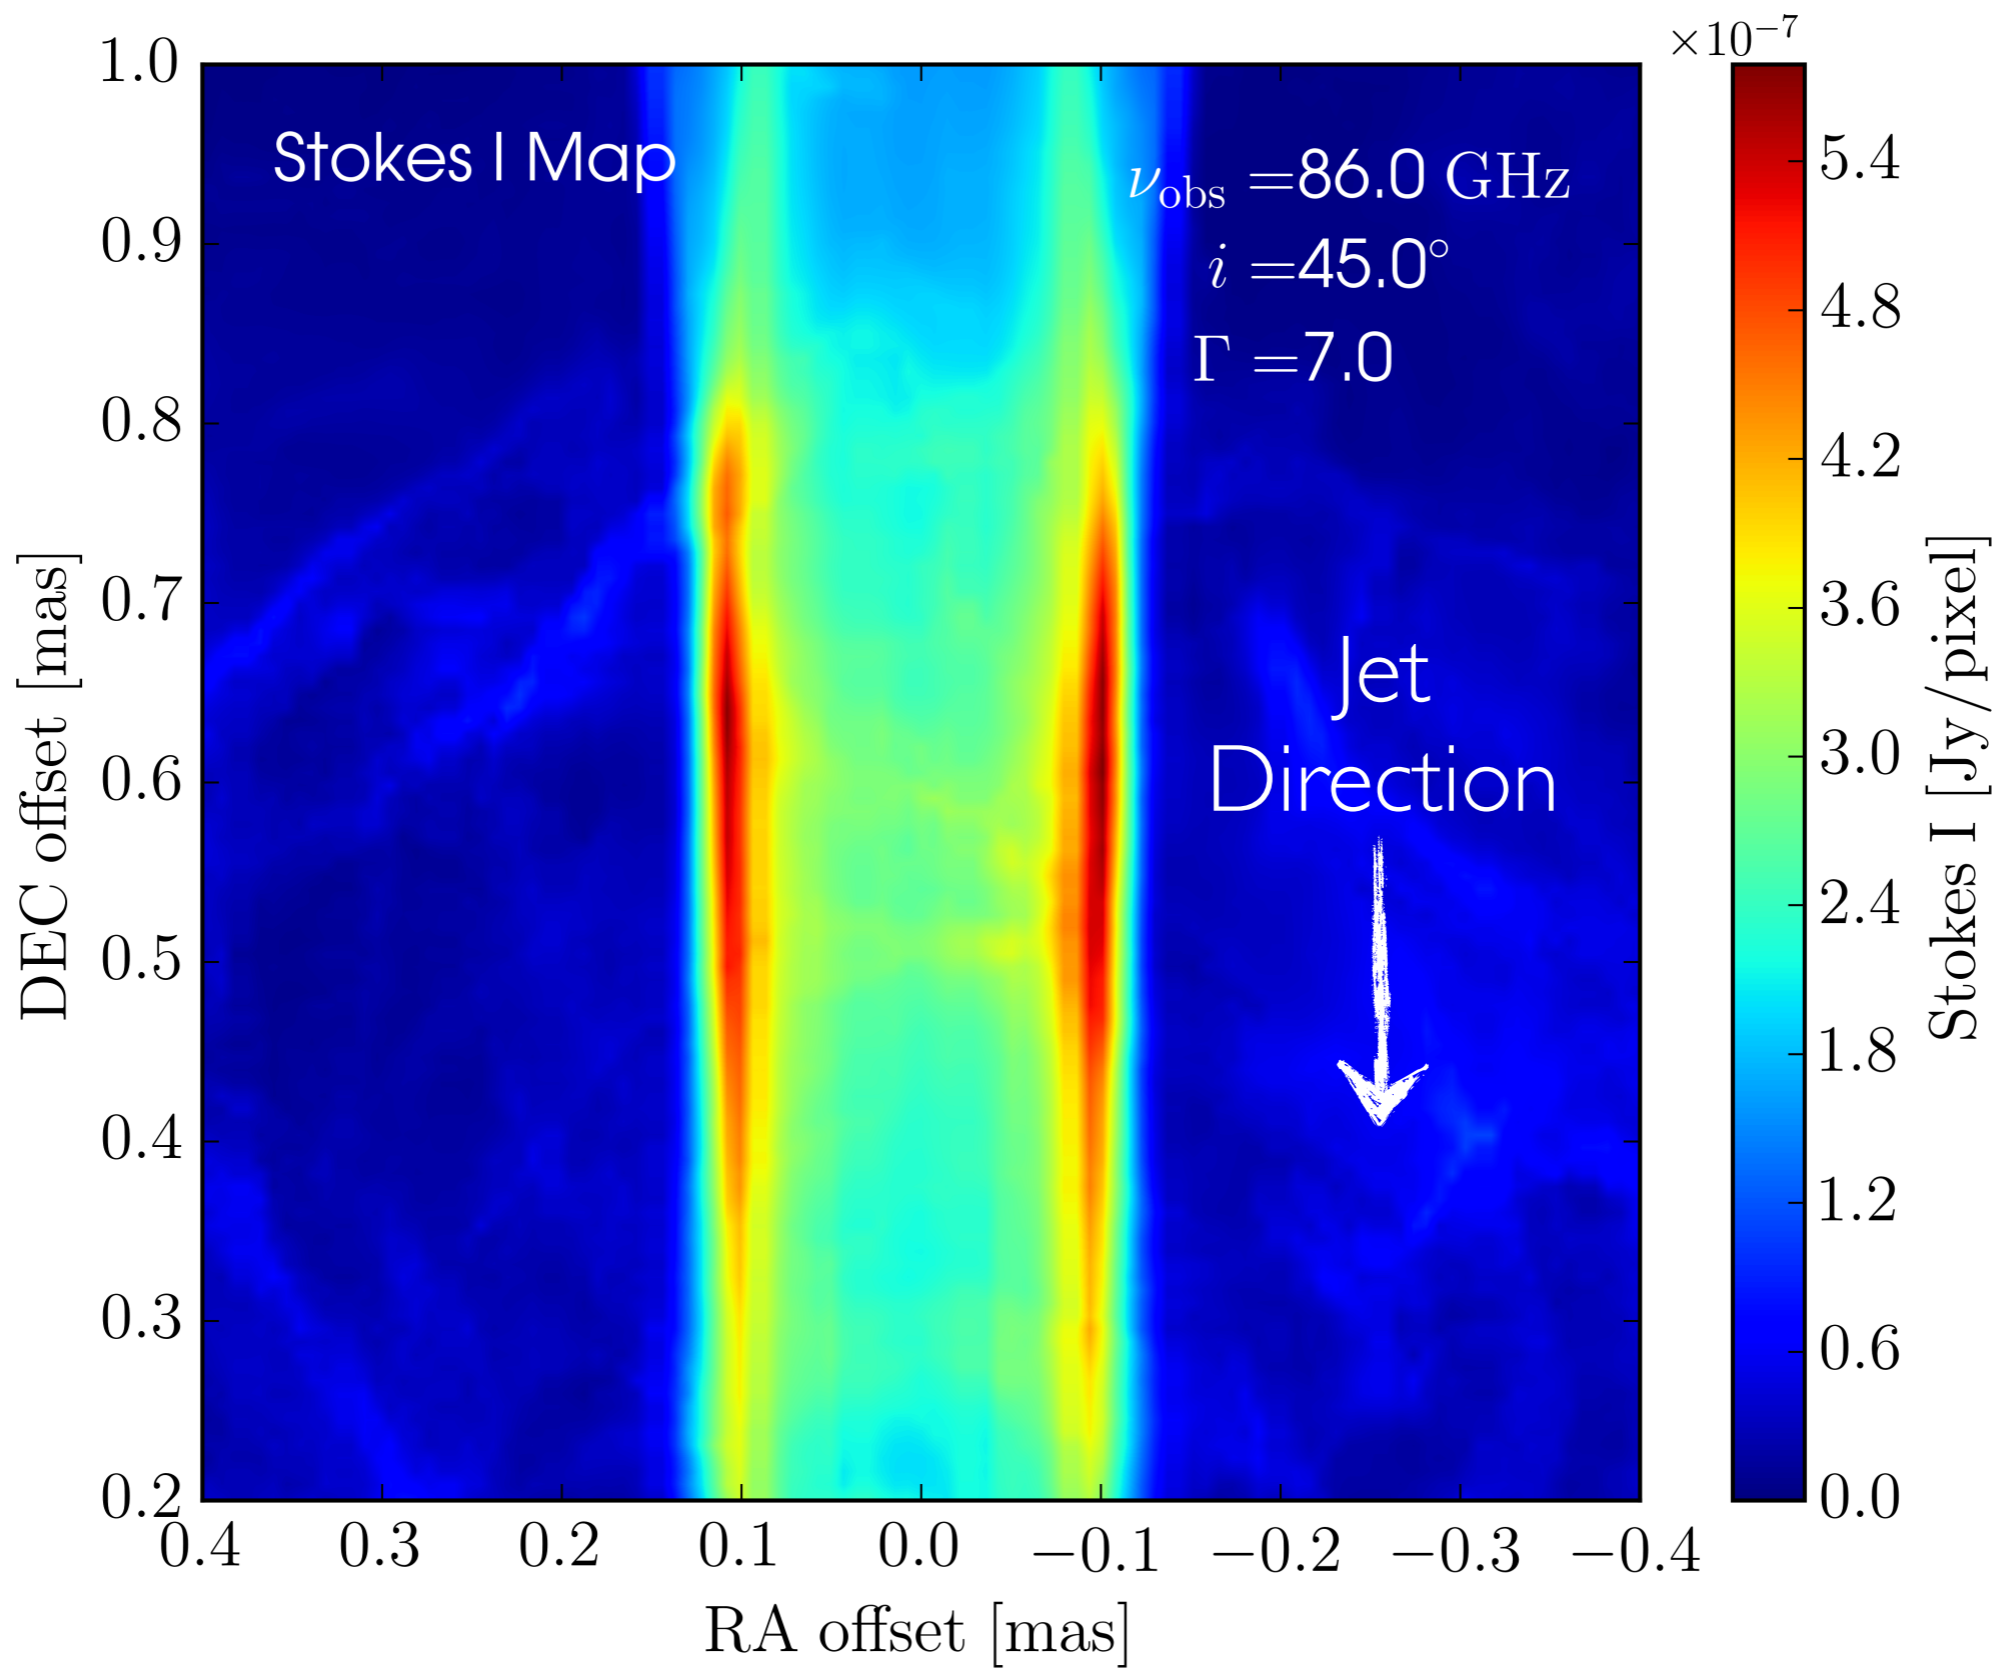 ×10⁻⁷
Stokes I Map
ν_obs =86.0 GHz
i =45.0°
Γ =7.0
Jet
Direction
1.0
0.9
0.8
0.7
0.6
0.5
0.4
0.3
0.2
DEC offset [mas]
0.4 0.3 0.2 0.1 0.0 −0.1 −0.2 −0.3 −0.4
RA offset [mas]
5.4
4.8
4.2
3.6
3.0
2.4
1.8
1.2
0.6
0.0
Stokes I [Jy/pixel]